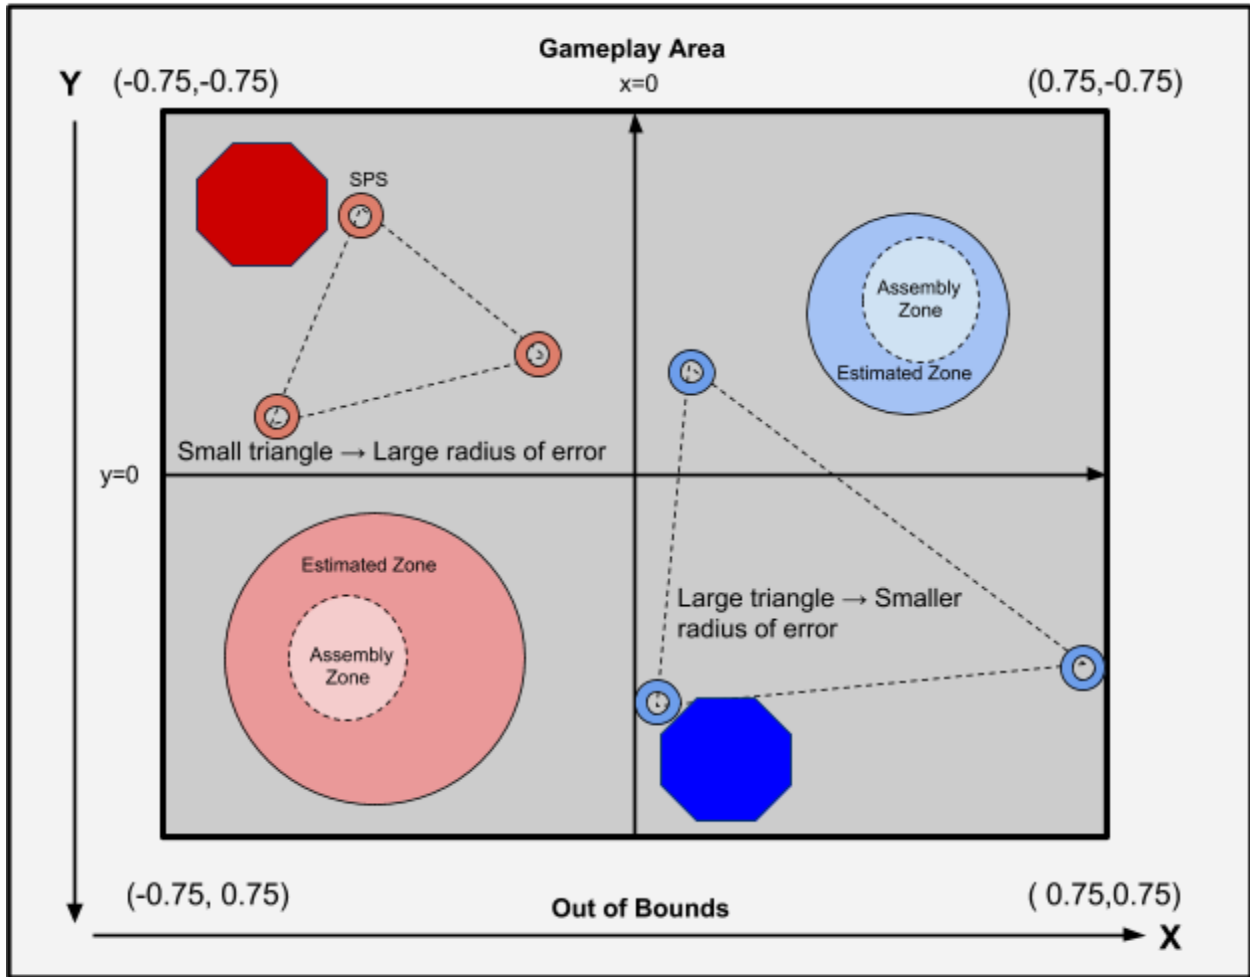 Gameplay Area
Y
(-0.75,-0.75)
x=0
(0.75,-0.75)
SPS
Assembly
Zone
Estimated Zone
Small triangle → Large radius of error
y=0
Estimated Zone
Assembly
Zone
Large triangle → Smaller
radius of error
(-0.75, 0.75)
Out of Bounds
( 0.75,0.75)
X